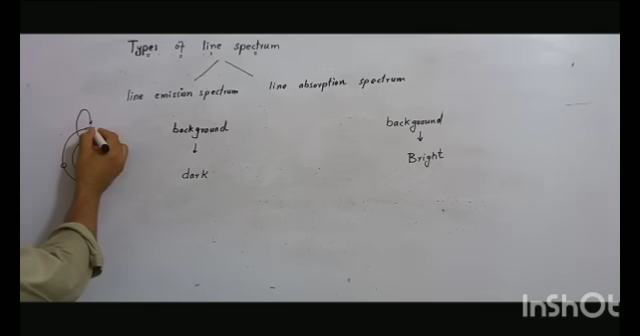 Types of line spectrum
line emission spectrum
line absorption spectrum
background
dark
background
Bright
InShOt